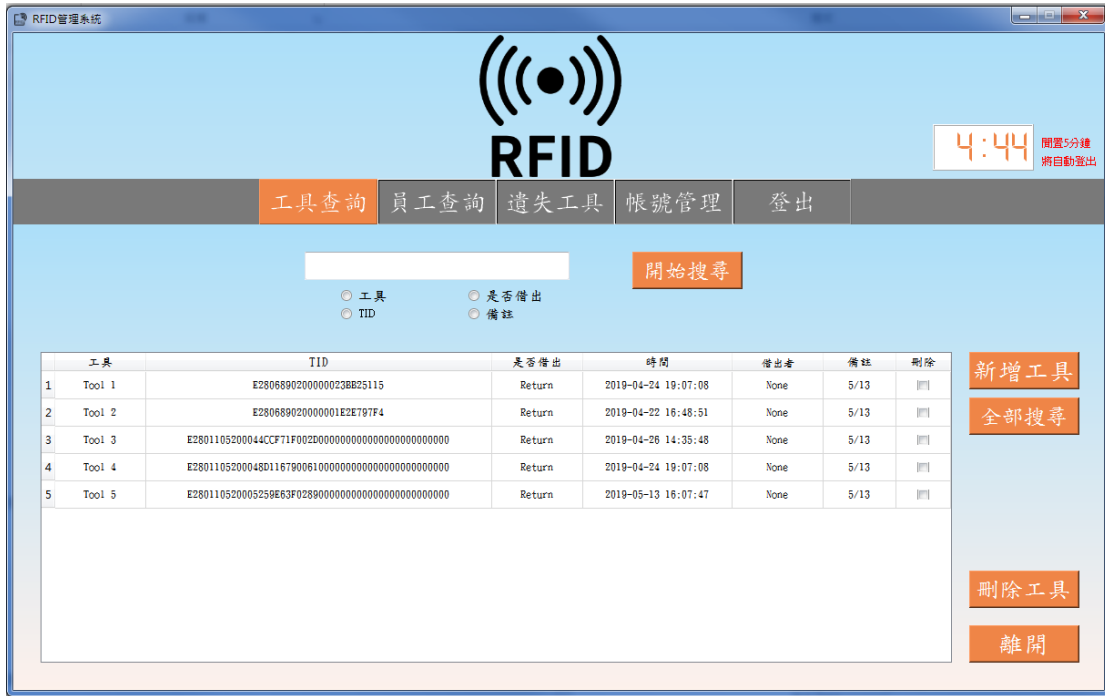 RFID管理系統
RFID
4:44
閒置5分鐘
將自動登出
工具查詢 員工查詢 遺失工具 帳號管理 登出
開始搜尋
工具 是否借出
TID 備註
工具 TID 是否借出 時間 借出者 備註 刪除
1 Tool 1 E2806890200000023BB25115 Return 2019-04-24 19:07:08 None 5/13
2 Tool 2 E280689020000001E2E797F4 Return 2019-04-22 16:48:51 None 5/13
3 Tool 3 E2801105200044CCF71F002D000000000000000000000000 Return 2019-04-26 14:35:48 None 5/13
4 Tool 4 E2801105200048D116790061000000000000000000000000 Return 2019-04-24 19:07:08 None 5/13
5 Tool 5 E280110520005259E63F0289000000000000000000000000 Return 2019-05-13 16:07:47 None 5/13
新增工具
全部搜尋
刪除工具
離開